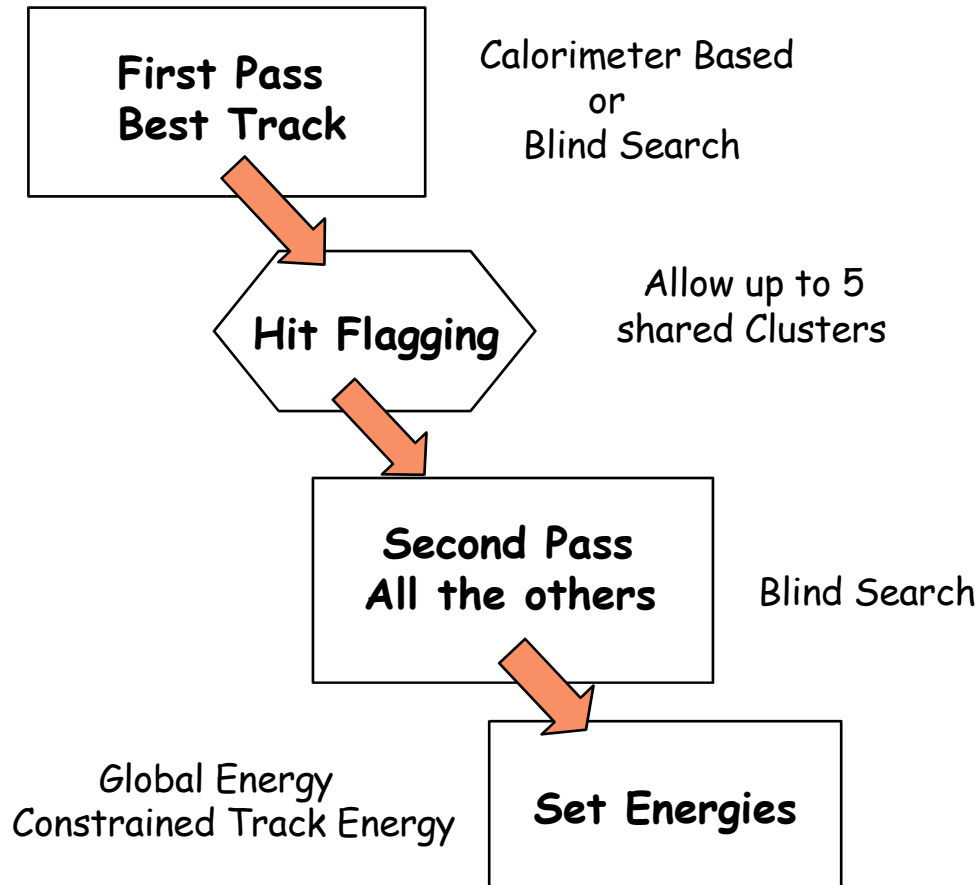 First Pass
Best Track
Calorimeter Based
or
Blind Search
Hit Flagging
Allow up to 5
shared Clusters
Second Pass
All the others
Blind Search
Global Energy
Constrained Track Energy
Set Energies